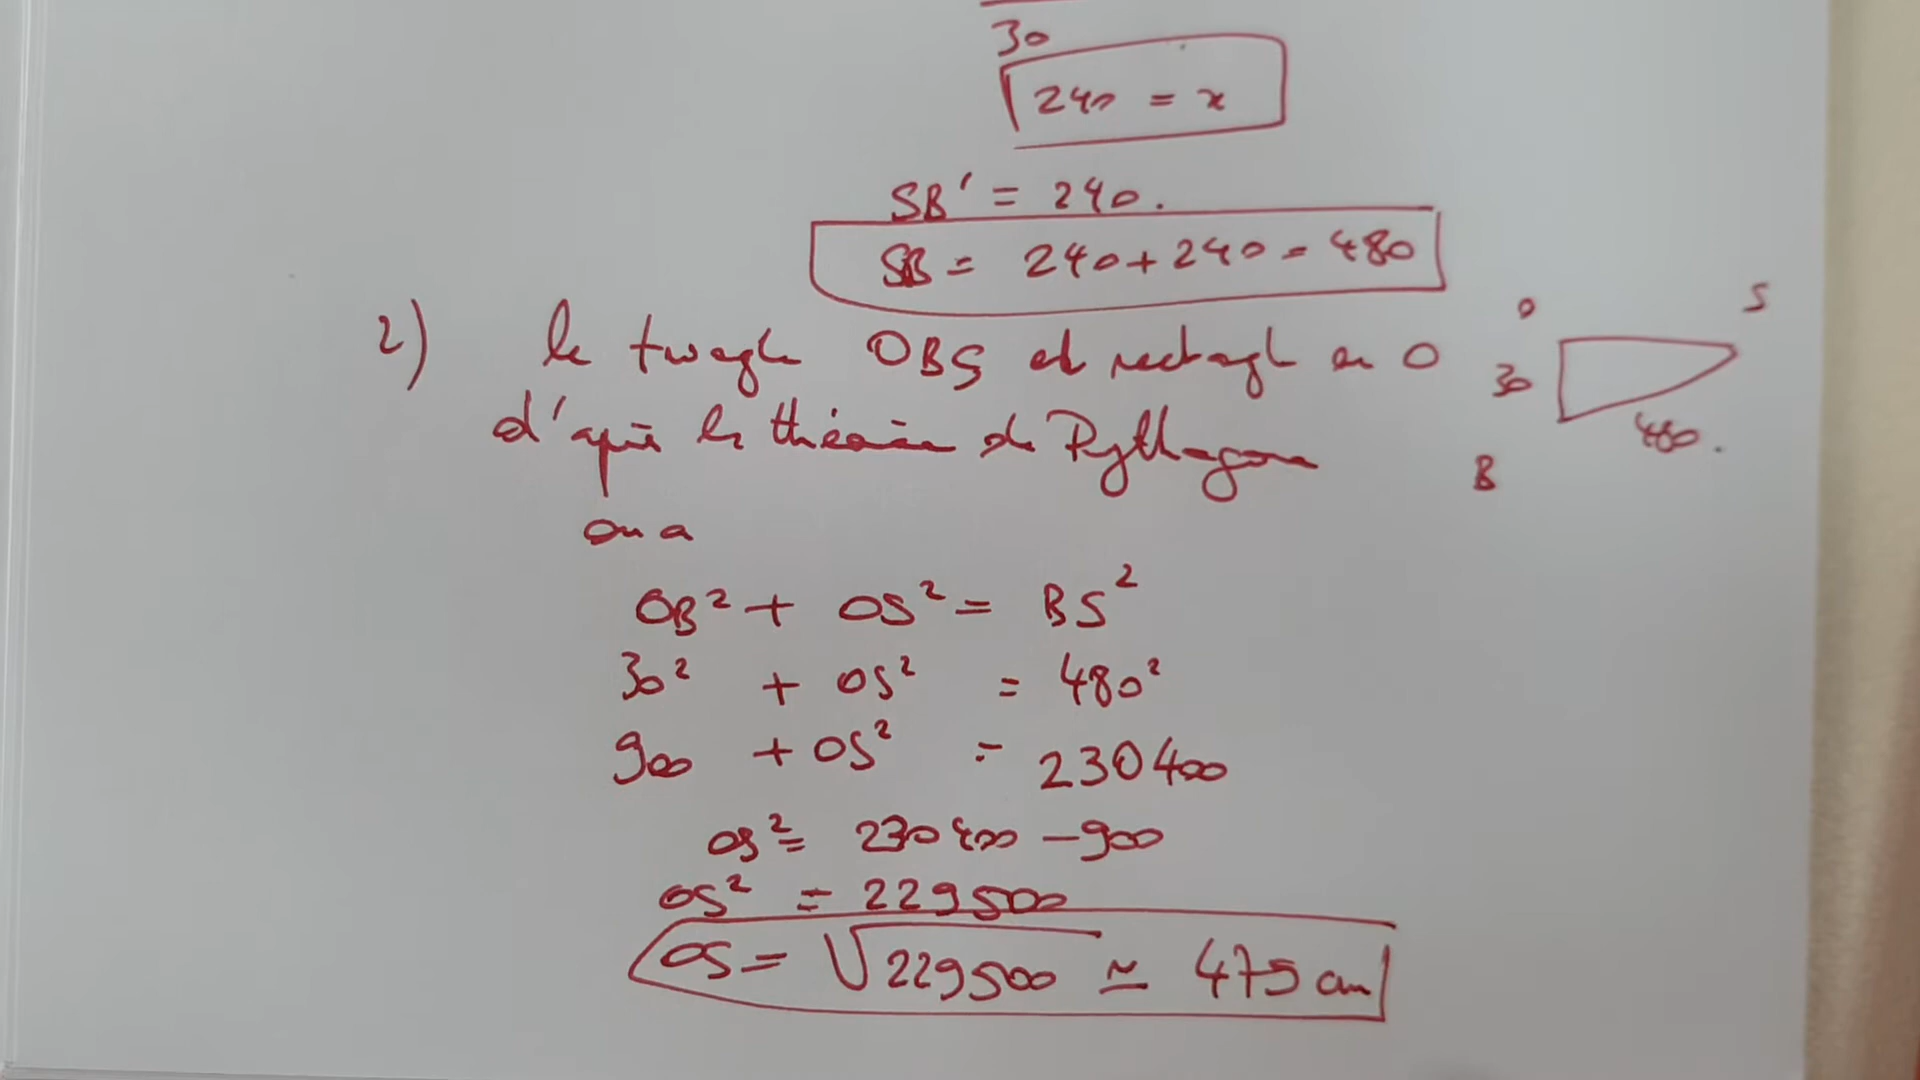 30
240 = x
SB' = 240.
SB = 240 + 240 = 480
2) le triangle OBS est rectangle en O
d'après le théorème de Pythagore
on a
OB² + OS² = BS²
30² + OS² = 480²
900 + OS² = 230400
OS² = 230400 - 900
OS² = 229500
OS = √229500 ≃ 475 cm
O S
30
480.
B